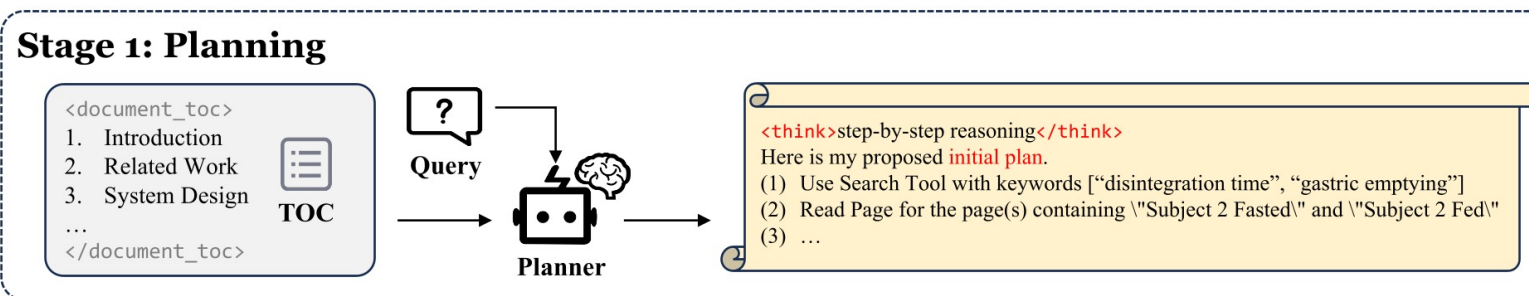 Stage 1: Planning
<document_toc>
1. Introduction
2. Related Work
3. System Design
…
</document_toc>
TOC
?
Query
Planner
<think>step-by-step reasoning</think>
Here is my proposed initial plan.
(1) Use Search Tool with keywords [“disintegration time”, “gastric emptying”]
(2) Read Page for the page(s) containing \"Subject 2 Fasted\" and \"Subject 2 Fed\"
(3) …